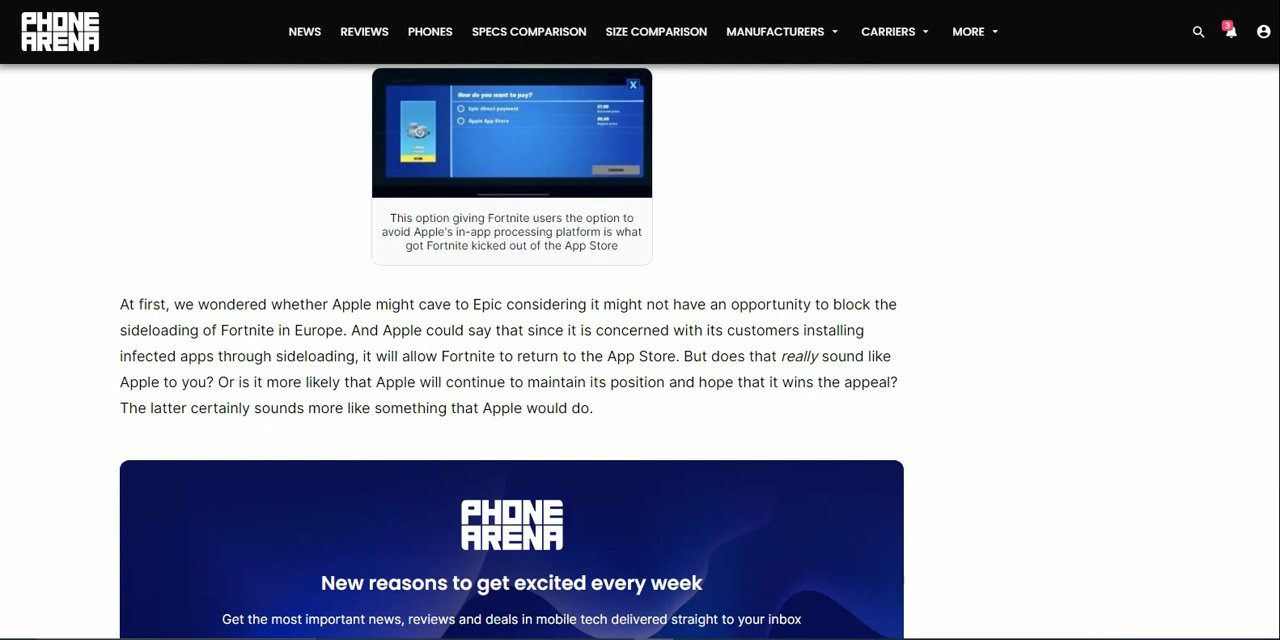 PHONE
ARENA
NEWS REVIEWS PHONES SPECS COMPARISON SIZE COMPARISON MANUFACTURERS CARRIERS MORE 3
How do you want to pay?
X
Epic direct payment
Apple App Store
This option giving Fortnite users the option to
avoid Apple's in-app processing platform is what
got Fortnite kicked out of the App Store
At first, we wondered whether Apple might cave to Epic considering it might not have an opportunity to block the
sideloading of Fortnite in Europe. And Apple could say that since it is concerned with its customers installing
infected apps through sideloading, it will allow Fortnite to return to the App Store. But does that really sound like
Apple to you? Or is it more likely that Apple will continue to maintain its position and hope that it wins the appeal?
The latter certainly sounds more like something that Apple would do.
PHONE
ARENA
New reasons to get excited every week
Get the most important news, reviews and deals in mobile tech delivered straight to your inbox